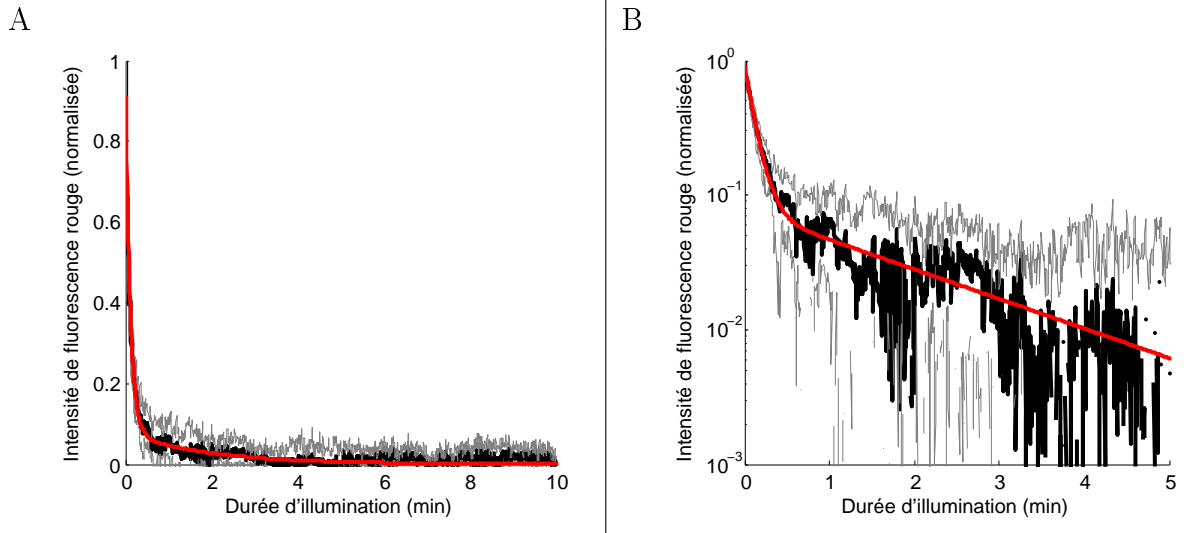 A
Intensité de fluorescence rouge (normalisée)
1
0.8
0.6
0.4
0.2
0
0 2 4 6 8 10
Durée d'illumination (min)
B
Intensité de fluorescence rouge (normalisée)
10^0
10^-1
10^-2
10^-3
0 1 2 3 4 5
Durée d'illumination (min)